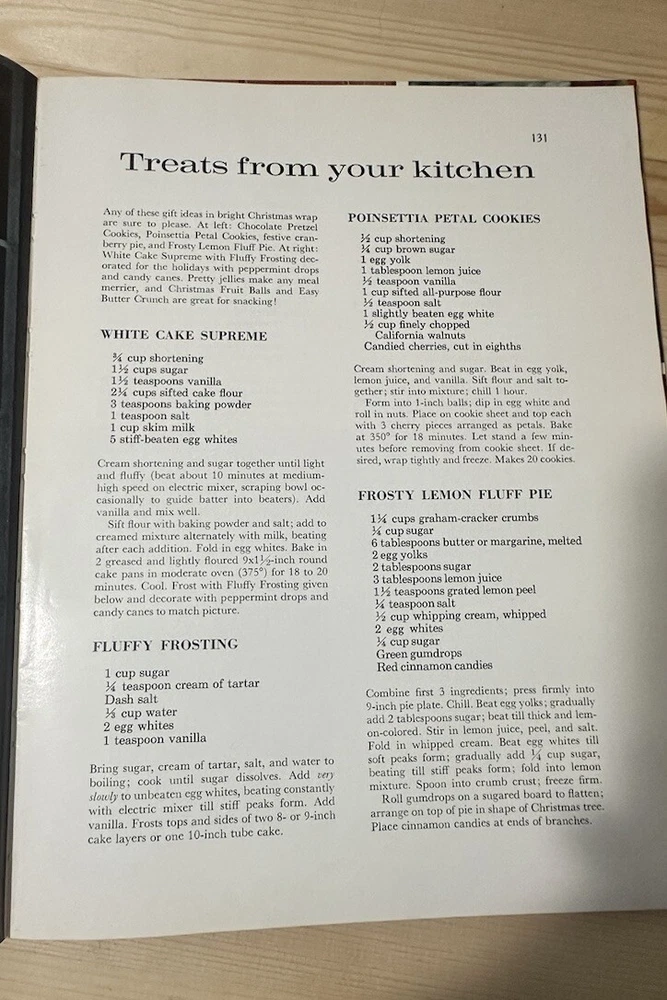 131
Treats from your kitchen
Any of these gift ideas in bright Christmas wrap
are sure to please. At left: Chocolate Pretzel
Cookies, Poinsettia Petal Cookies, festive cran-
berry pie, and Frosty Lemon Fluff Pie. At right:
White Cake Supreme with Fluffy Frosting dec-
orated for the holidays with peppermint drops
and candy canes. Pretty jellies make any meal
merrier, and Christmas Fruit Balls and Easy
Butter Crunch are great for snacking!
WHITE CAKE SUPREME
¾ cup shortening
1½ cups sugar
1½ teaspoons vanilla
2¼ cups sifted cake flour
3 teaspoons baking powder
1 teaspoon salt
1 cup skim milk
5 stiff-beaten egg whites
Cream shortening and sugar together until light
and fluffy (beat about 10 minutes at medium-
high speed on electric mixer, scraping bowl oc-
casionally to guide batter into beaters). Add
vanilla and mix well.
Sift flour with baking powder and salt; add to
creamed mixture alternately with milk, beating
after each addition. Fold in egg whites. Bake in
2 greased and lightly floured 9x1½-inch round
cake pans in moderate oven (375°) for 18 to 20
minutes. Cool. Frost with Fluffy Frosting given
below and decorate with peppermint drops and
candy canes to match picture.
FLUFFY FROSTING
1 cup sugar
¼ teaspoon cream of tartar
Dash salt
⅓ cup water
2 egg whites
1 teaspoon vanilla
Bring sugar, cream of tartar, salt, and water to
boiling; cook until sugar dissolves. Add very
slowly to unbeaten egg whites, beating constantly
with electric mixer till stiff peaks form. Add
vanilla. Frosts tops and sides of two 8- or 9-inch
cake layers or one 10-inch tube cake.
POINSETTIA PETAL COOKIES
½ cup shortening
¼ cup brown sugar
1 egg yolk
1 tablespoon lemon juice
½ teaspoon vanilla
1 cup sifted all-purpose flour
½ teaspoon salt
1 slightly beaten egg white
½ cup finely chopped
California walnuts
Candied cherries, cut in eighths
Cream shortening and sugar. Beat in egg yolk,
lemon juice, and vanilla. Sift flour and salt to-
gether; stir into mixture; chill 1 hour.
Form into 1-inch balls; dip in egg white and
roll in nuts. Place on cookie sheet and top each
with 3 cherry pieces arranged as petals. Bake
at 350° for 18 minutes. Let stand a few min-
utes before removing from cookie sheet. If de-
sired, wrap tightly and freeze. Makes 20 cookies.
FROSTY LEMON FLUFF PIE
1¼ cups graham-cracker crumbs
¼ cup sugar
6 tablespoons butter or margarine, melted
2 egg yolks
2 tablespoons sugar
3 tablespoons lemon juice
1½ teaspoons grated lemon peel
¼ teaspoon salt
½ cup whipping cream, whipped
2 egg whites
¼ cup sugar
Green gumdrops
Red cinnamon candies
Combine first 3 ingredients; press firmly into
9-inch pie plate. Chill. Beat egg yolks; gradually
add 2 tablespoons sugar; beat till thick and lem-
on-colored. Stir in lemon juice, peel, and salt.
Fold in whipped cream. Beat egg whites till
soft peaks form; gradually add ¼ cup sugar,
beating till stiff peaks form; fold into lemon
mixture. Spoon into crumb crust; freeze firm.
Roll gumdrops on a sugared board to flatten;
arrange on top of pie in shape of Christmas tree.
Place cinnamon candies at ends of branches.